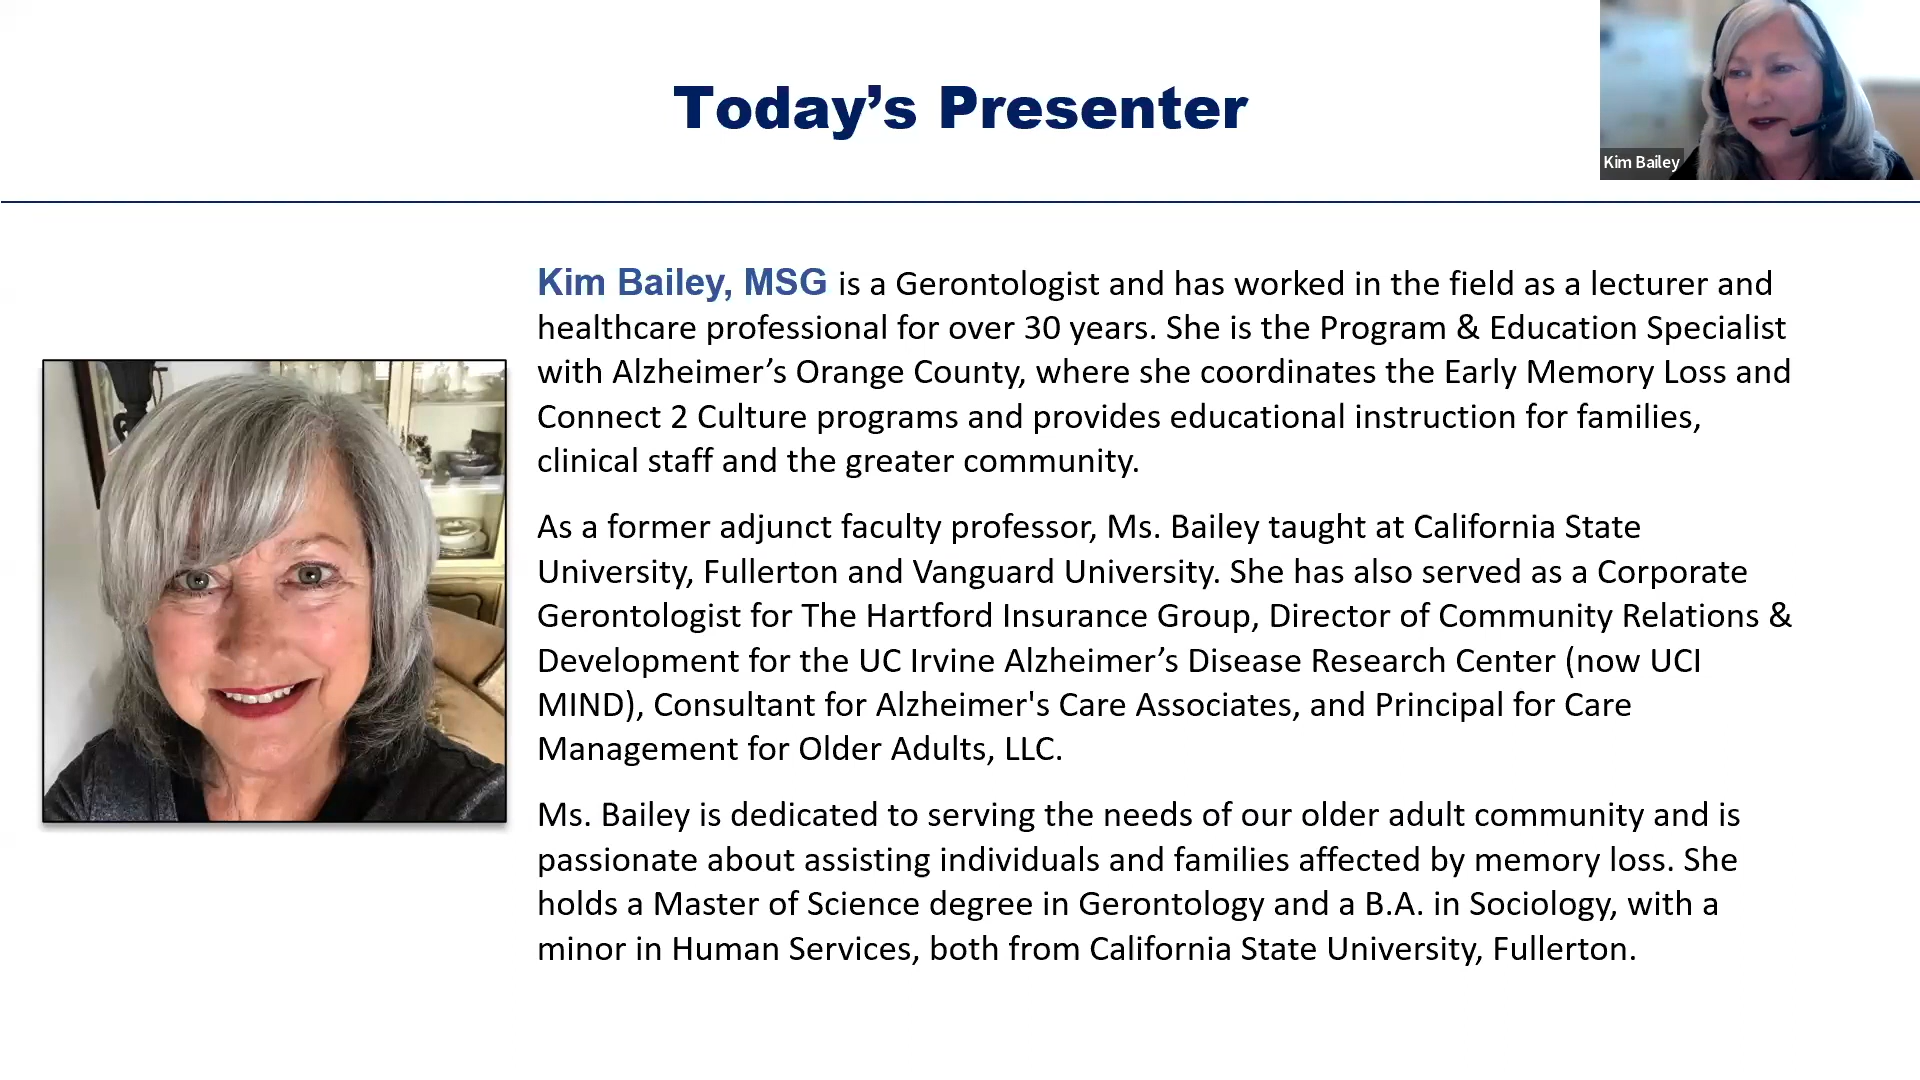 Today’s Presenter
Kim Bailey
Kim Bailey, MSG is a Gerontologist and has worked in the field as a lecturer and
healthcare professional for over 30 years. She is the Program & Education Specialist
with Alzheimer’s Orange County, where she coordinates the Early Memory Loss and
Connect 2 Culture programs and provides educational instruction for families,
clinical staff and the greater community.
As a former adjunct faculty professor, Ms. Bailey taught at California State
University, Fullerton and Vanguard University. She has also served as a Corporate
Gerontologist for The Hartford Insurance Group, Director of Community Relations &
Development for the UC Irvine Alzheimer’s Disease Research Center (now UCI
MIND), Consultant for Alzheimer's Care Associates, and Principal for Care
Management for Older Adults, LLC.
Ms. Bailey is dedicated to serving the needs of our older adult community and is
passionate about assisting individuals and families affected by memory loss. She
holds a Master of Science degree in Gerontology and a B.A. in Sociology, with a
minor in Human Services, both from California State University, Fullerton.